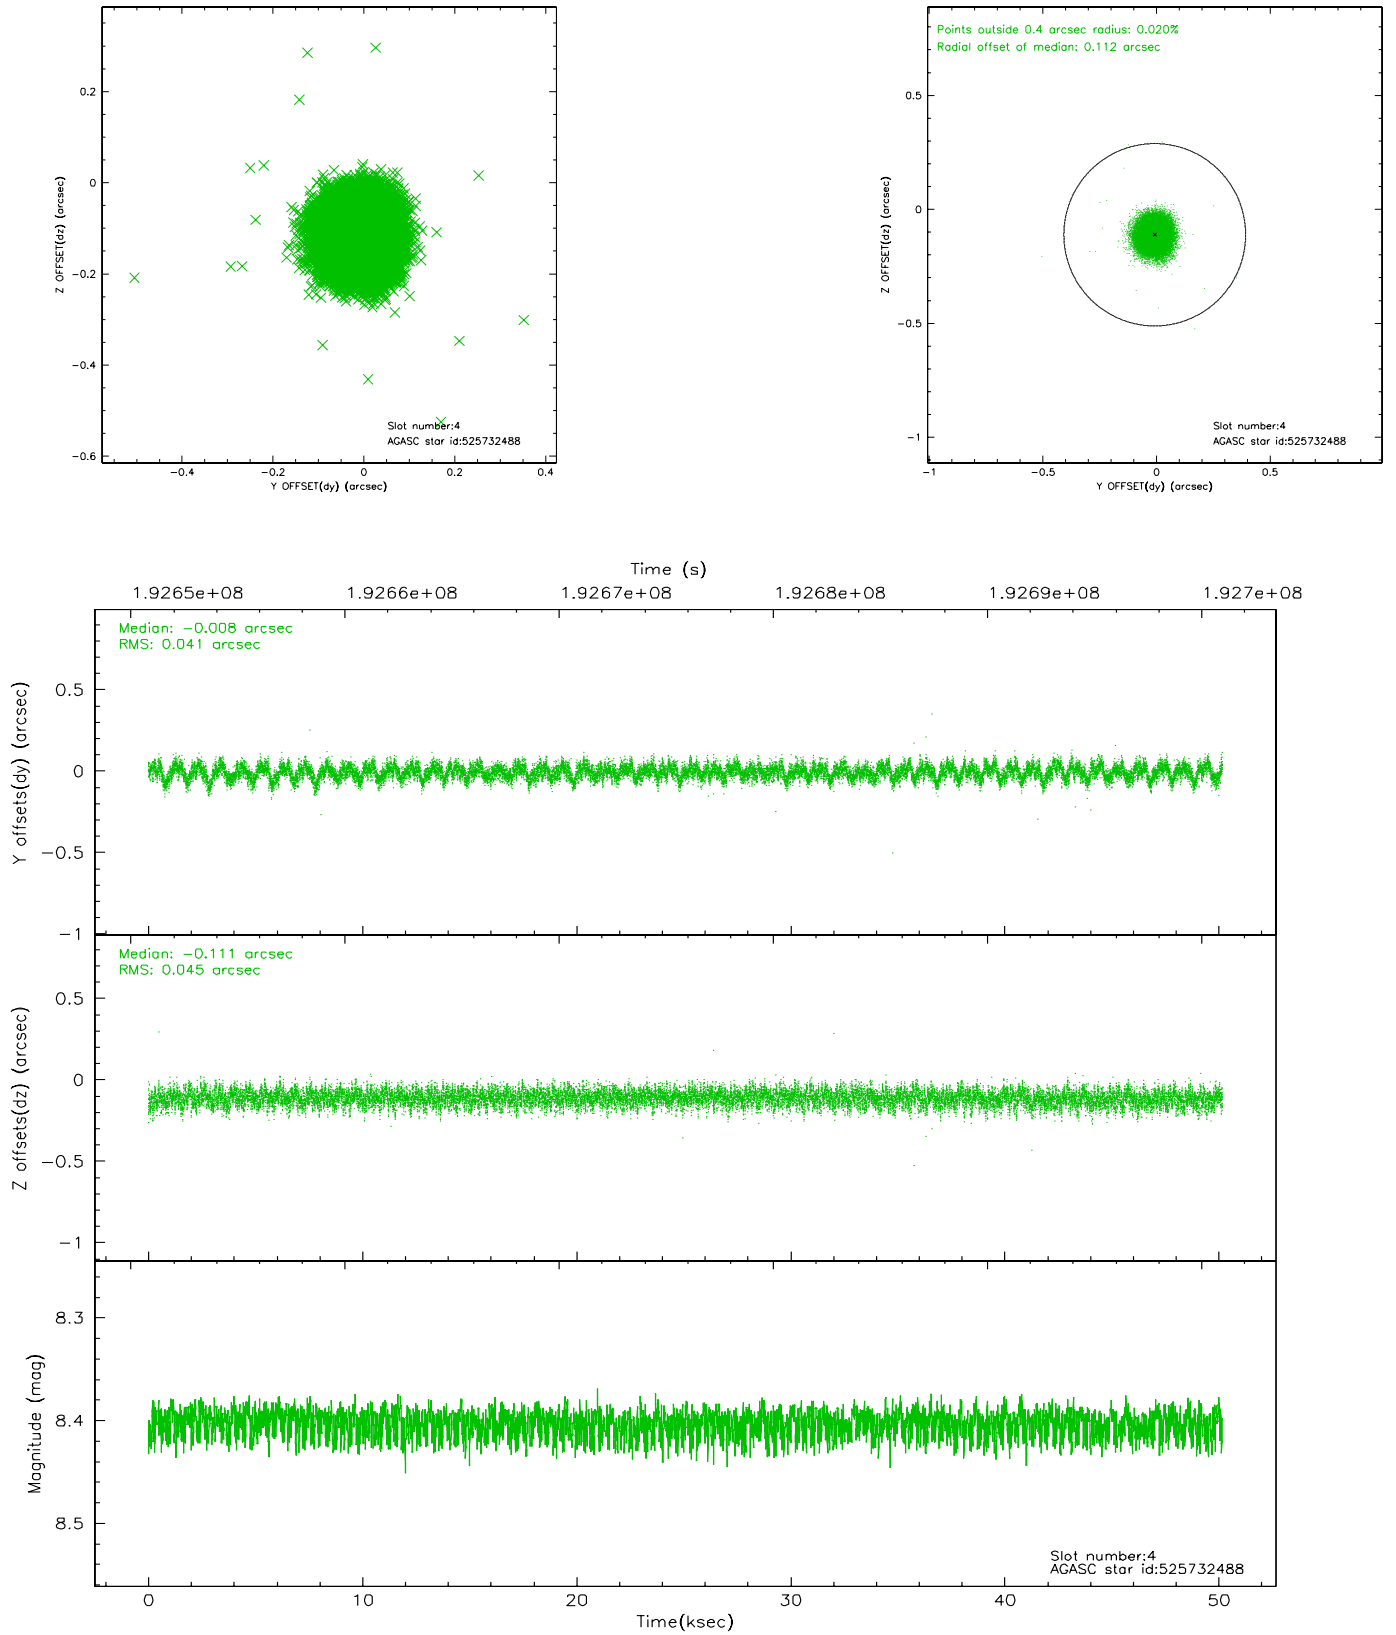 0.2
0
−0.2
−0.4
−0.6
Z OFFSET(dz) (arcsec)
−0.4
−0.2
0
0.2
0.4
Y OFFSET(dy) (arcsec)
Slot number:4
AGASC star id:525732488
Points outside 0.4 arcsec radius: 0.020%
Radial offset of median: 0.112 arcsec
0.5
0
−0.5
−1
Z OFFSET(dz) (arcsec)
−1
−0.5
0
0.5
Y OFFSET(dy) (arcsec)
Slot number:4
AGASC star id:525732488
Time (s)
1.9265e+08
1.9266e+08
1.9267e+08
1.9268e+08
1.9269e+08
1.927e+08
Median: −0.008 arcsec
RMS: 0.041 arcsec
0.5
0
−0.5
−1
Y offsets(dy) (arcsec)
Median: −0.111 arcsec
RMS: 0.045 arcsec
0.5
0
−0.5
−1
Z offsets(dz) (arcsec)
8.3
8.4
8.5
Magnitude (mag)
Slot number:4
AGASC star id:525732488
0
10
20
30
40
50
Time(ksec)